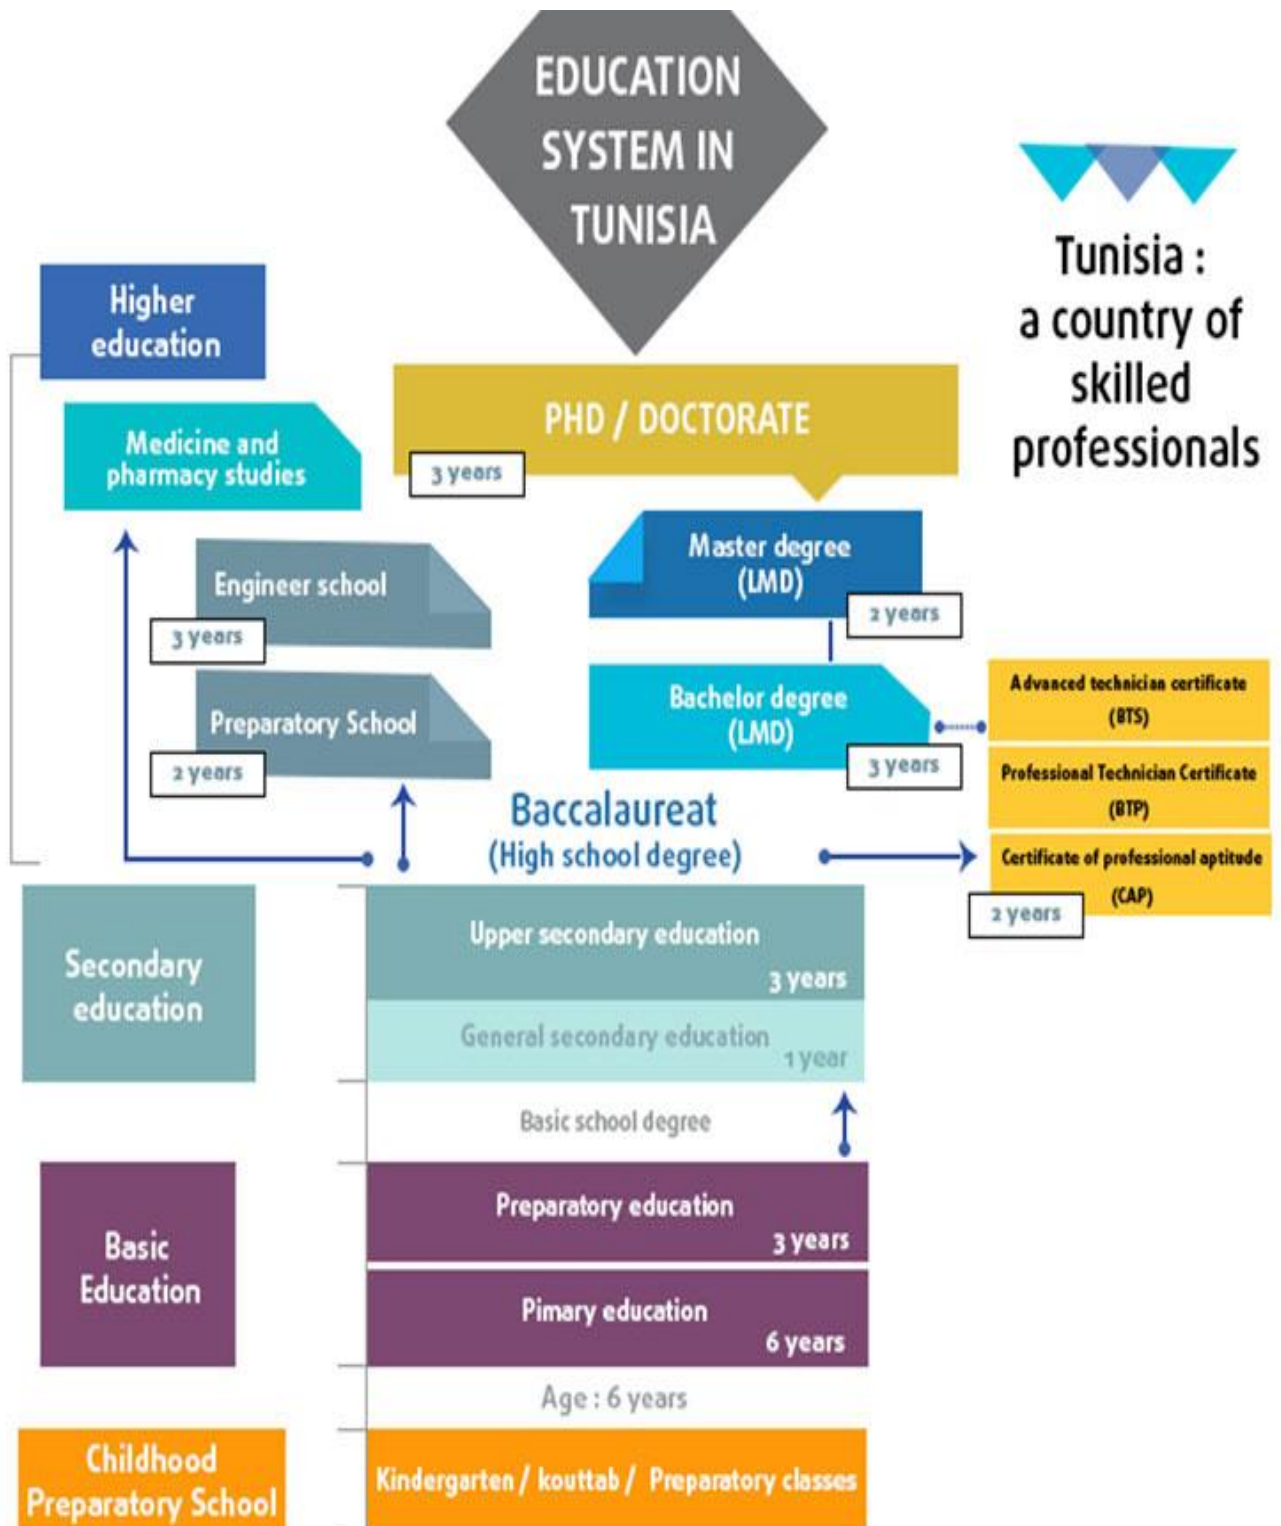 EDUCATION
SYSTEM IN
TUNISIA
Tunisia :
a country of
skilled
professionals
Higher
education
Medicine and
pharmacy studies
PHD / DOCTORATE
3 years
Engineer school
3 years
Master degree
(LMD)
2 years
Preparatory School
2 years
Bachelor degree
(LMD)
3 years
Advanced technician certificate
(BTS)
Professional Technician Certificate
(BTP)
Certificate of professional aptitude
(CAP)
2 years
Baccalaureat
(High school degree)
Secondary
education
Upper secondary education
3 years
General secondary education
1 year
Basic school degree
Basic
Education
Preparatory education
3 years
Pimary education
6 years
Age : 6 years
Childhood
Preparatory School
Kindergarten / kouttab / Preparatory classes